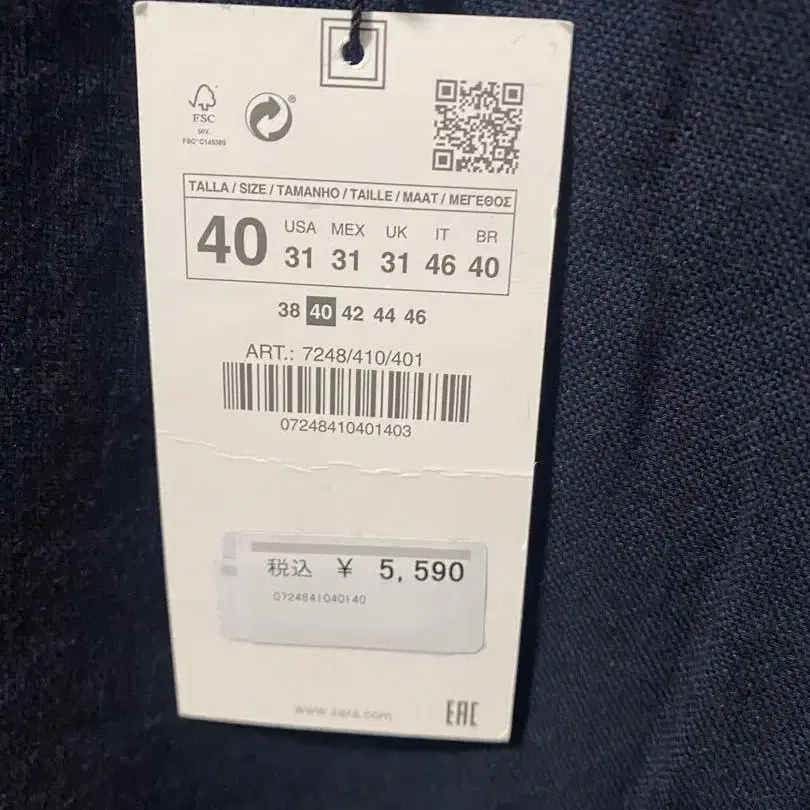 FSC
MIX
FSC® C145389
®
TALLA / SIZE / TAMANHO / TAILLE / MAAT / ΜΕΓΕΘΟΣ
40 USA MEX UK IT BR
31 31 31 46 40
38 40 42 44 46
ART.: 7248/410/401
07248410401403
税込 ¥ 5,590
0724841040140
www.zara.com
EAC